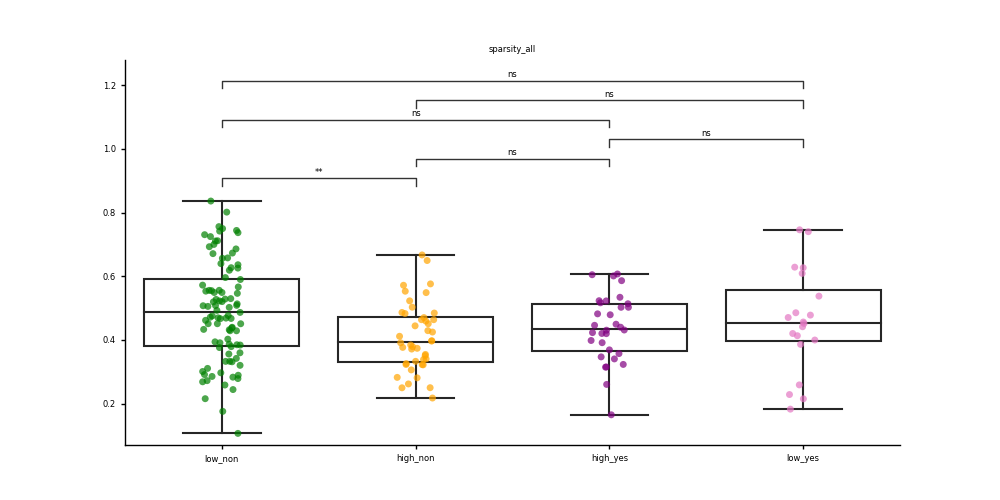 sparsity_all
ns
ns
ns
ns
ns
**
1.2
1.0
0.8
0.6
0.4
0.2
low_non high_non high_yes low_yes